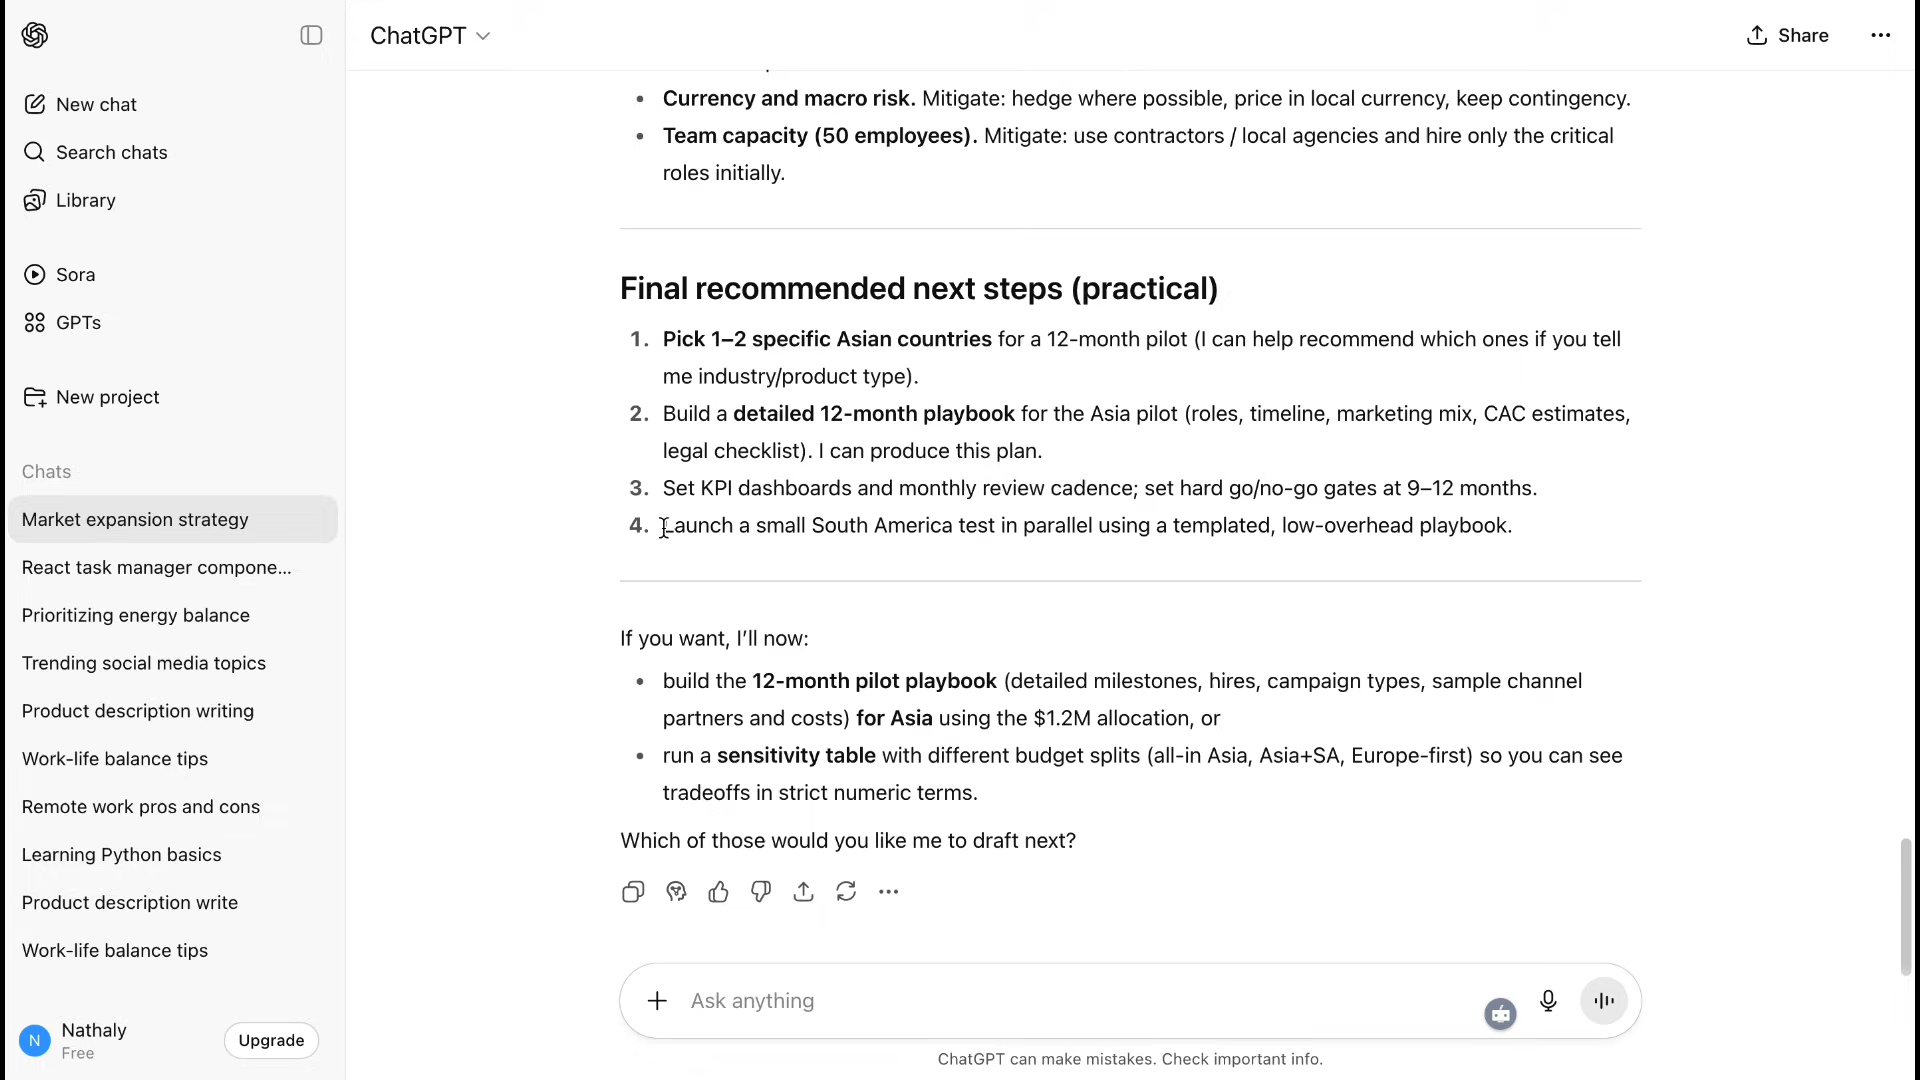 ChatGPT
Share
New chat
Search chats
Library
Sora
GPTs
New project
Chats
Market expansion strategy
React task manager compone...
Prioritizing energy balance
Trending social media topics
Product description writing
Work-life balance tips
Remote work pros and cons
Learning Python basics
Product description write
Work-life balance tips
N
Nathaly
Free
Upgrade
• Currency and macro risk. Mitigate: hedge where possible, price in local currency, keep contingency.
• Team capacity (50 employees). Mitigate: use contractors / local agencies and hire only the critical
roles initially.
Final recommended next steps (practical)
1. Pick 1–2 specific Asian countries for a 12-month pilot (I can help recommend which ones if you tell
me industry/product type).
2. Build a detailed 12-month playbook for the Asia pilot (roles, timeline, marketing mix, CAC estimates,
legal checklist). I can produce this plan.
3. Set KPI dashboards and monthly review cadence; set hard go/no-go gates at 9–12 months.
4. Launch a small South America test in parallel using a templated, low-overhead playbook.
If you want, I’ll now:
• build the 12-month pilot playbook (detailed milestones, hires, campaign types, sample channel
partners and costs) for Asia using the $1.2M allocation, or
• run a sensitivity table with different budget splits (all-in Asia, Asia+SA, Europe-first) so you can see
tradeoffs in strict numeric terms.
Which of those would you like me to draft next?
Ask anything
ChatGPT can make mistakes. Check important info.